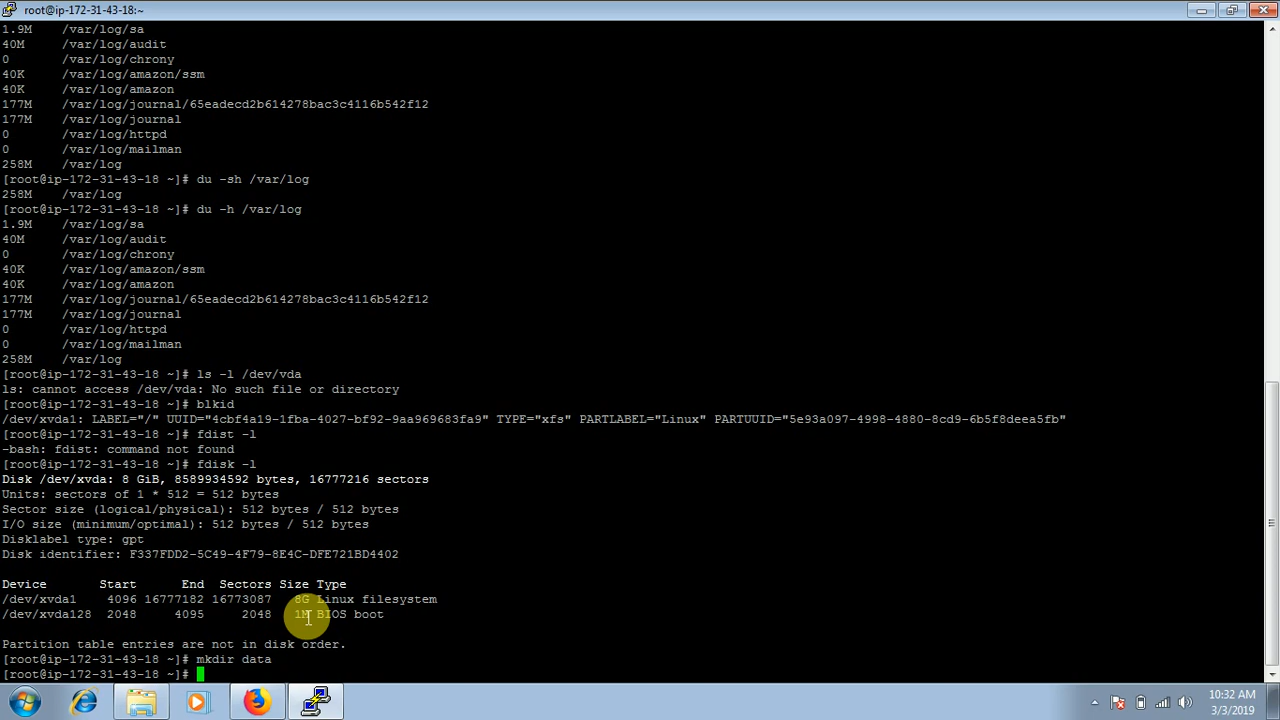 root@ip-172-31-43-18:~
1.9M    /var/log/sa
40M     /var/log/audit
0       /var/log/chrony
40K     /var/log/amazon/ssm
40K     /var/log/amazon
177M    /var/log/journal/65eadecd2b614278bac3c4116b542f12
177M    /var/log/journal
0       /var/log/httpd
0       /var/log/mailman
258M    /var/log
[root@ip-172-31-43-18 ~]# du -sh /var/log
258M    /var/log
[root@ip-172-31-43-18 ~]# du -h /var/log
1.9M    /var/log/sa
40M     /var/log/audit
0       /var/log/chrony
40K     /var/log/amazon/ssm
40K     /var/log/amazon
177M    /var/log/journal/65eadecd2b614278bac3c4116b542f12
177M    /var/log/journal
0       /var/log/httpd
0       /var/log/mailman
258M    /var/log
[root@ip-172-31-43-18 ~]# ls -l /dev/vda
ls: cannot access /dev/vda: No such file or directory
[root@ip-172-31-43-18 ~]# blkid
/dev/xvda1: LABEL="/" UUID="4cbf4a19-1fba-4027-bf92-9aa969683fa9" TYPE="xfs" PARTLABEL="Linux" PARTUUID="5e93a097-4998-4880-8cd9-6b5f8deea5fb"
[root@ip-172-31-43-18 ~]# fdist -l
-bash: fdist: command not found
[root@ip-172-31-43-18 ~]# fdisk -l
Disk /dev/xvda: 8 GiB, 8589934592 bytes, 16777216 sectors
Units: sectors of 1 * 512 = 512 bytes
Sector size (logical/physical): 512 bytes / 512 bytes
I/O size (minimum/optimal): 512 bytes / 512 bytes
Disklabel type: gpt
Disk identifier: F337FDD2-5C49-4F79-8E4C-DFE721BD4402
Device       Start      End  Sectors Size Type
/dev/xvda1    4096 16777182 16773087   8G Linux filesystem
/dev/xvda128  2048     4095     2048   1M BIOS boot
Partition table entries are not in disk order.
[root@ip-172-31-43-18 ~]# mkdir data
[root@ip-172-31-43-18 ~]#
10:32 AM
3/3/2019